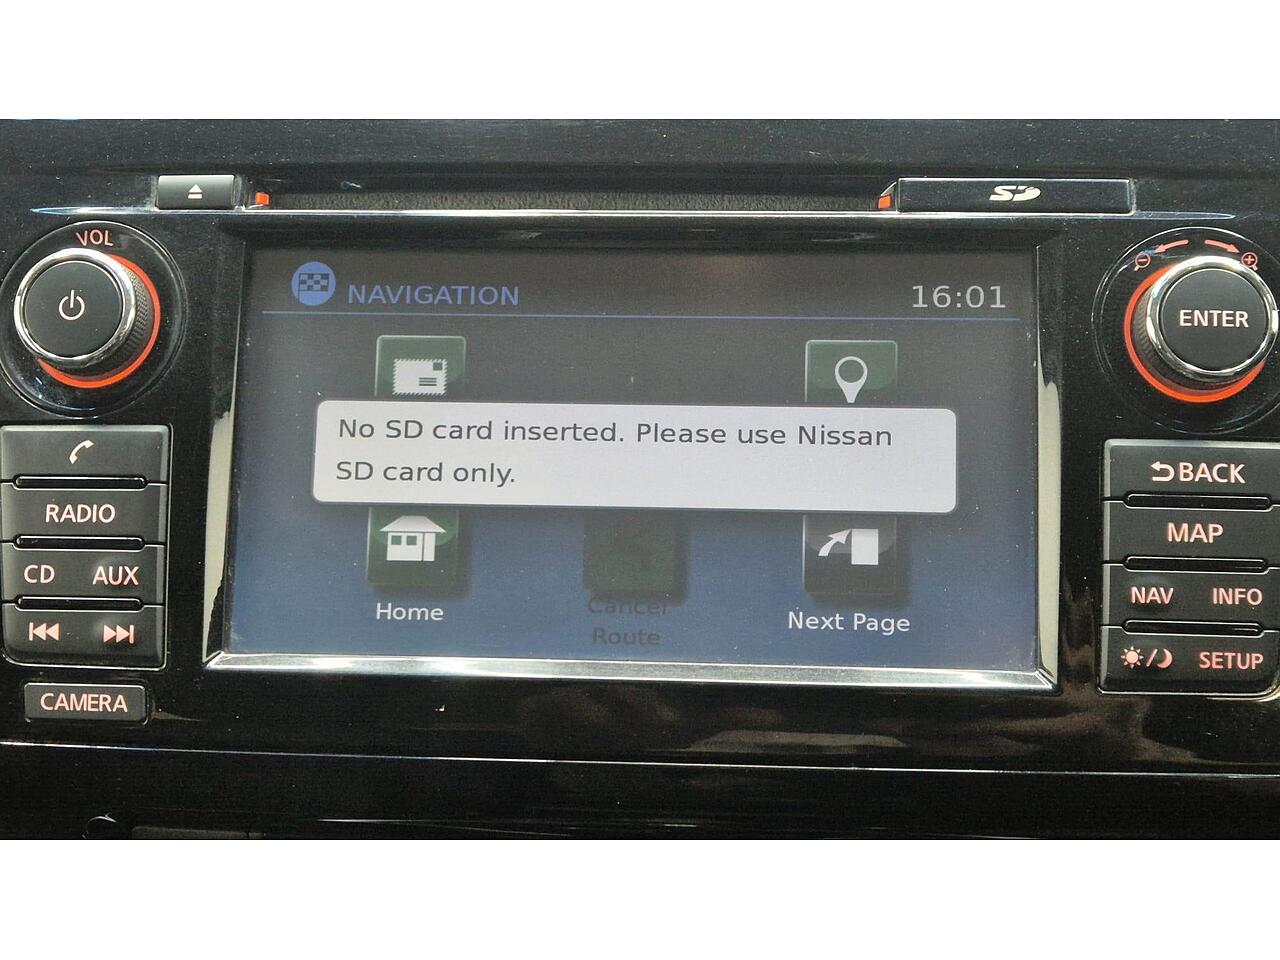 SD
VOL
NAVIGATION
16:01
ENTER
No SD card inserted. Please use Nissan
SD card only.
BACK
RADIO
MAP
CD AUX
NAV INFO
Home
Cancel
Route
Next Page
SETUP
CAMERA